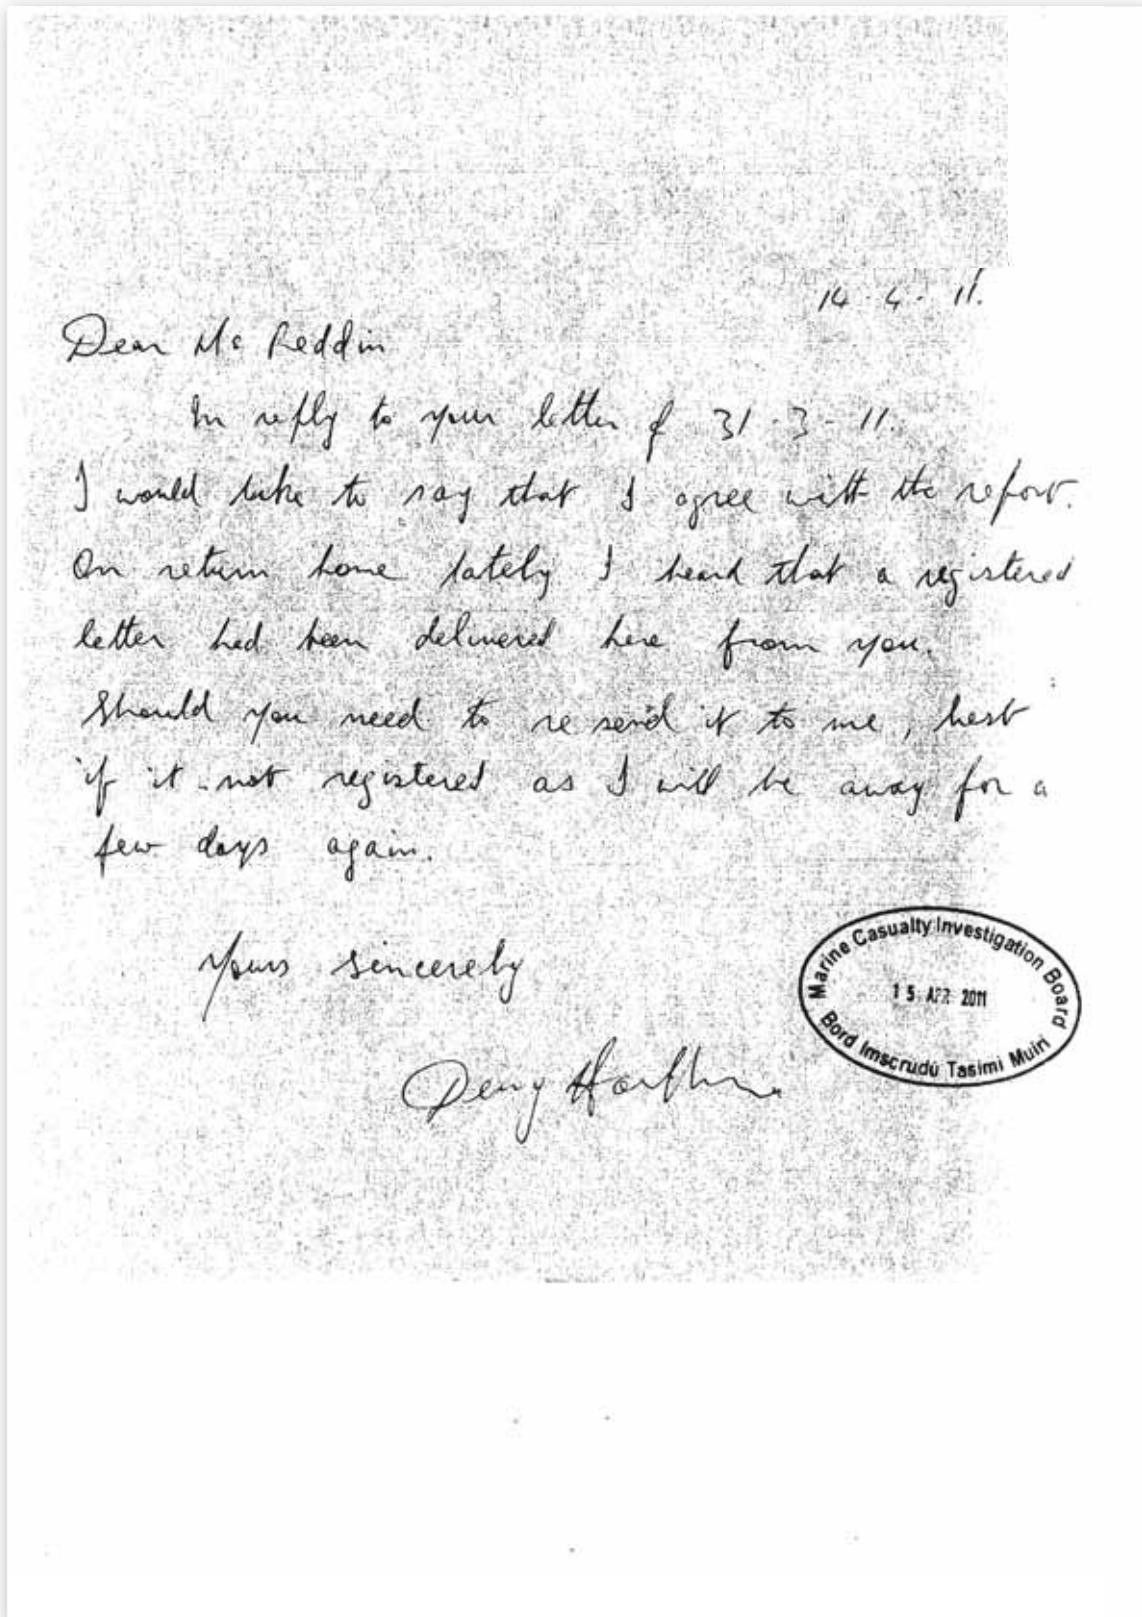 14.4.11.
Dear Ms Reddin
In reply to your letter of 31.3.11.
I would like to say that I agree with the report.
On return home lately I heard that a registered
letter had been delivered here from you.
Should you need to re send it to me, best
if it not registered as I will be away for a
few days again.
Yours sincerely
Marine Casualty Investigation Board
15 APR 2011
Bord Imscrúdú Taismí Muirí